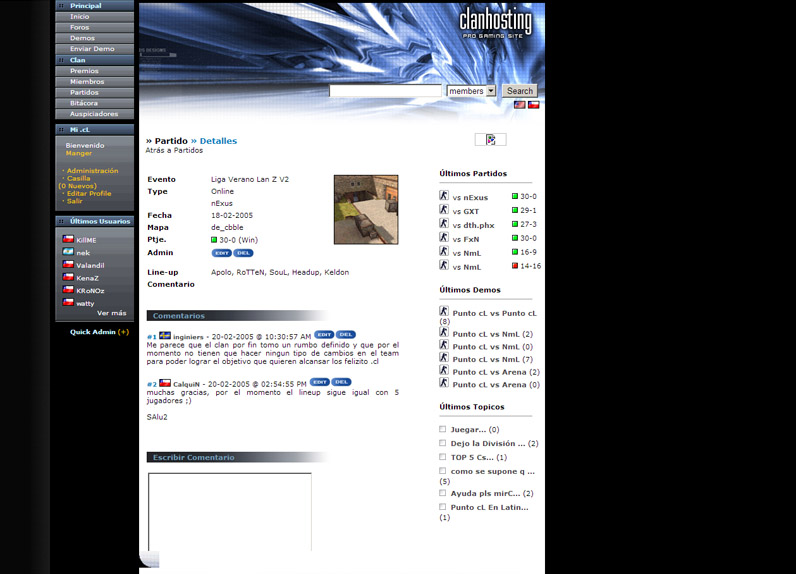 Principal
Inicio
Foros
Demos
Enviar Demo
Clan
Premios
Miembros
Partidos
Bitácora
Auspiciadores
Mi .cL
Bienvenido
Manger
· Administración
· Casilla
(0 Nuevos)
· Editar Profile
· Salir
Últimos Usuarios
KillME
nek
Valandil
KenaZ
KRoNOz
watty
Ver más
Quick Admin (+)
clanhosting
PRO GAMING SITE
members
Search
» Partido » Detalles
Atrás a Partidos
Evento Liga Verano Lan Z V2
Type Online
nExus
Fecha 18-02-2005
Mapa de_cbble
Ptje. 30-0 (Win)
Admin EDIT DEL
Line-up Apolo, RoTTeN, SouL, Headup, Keldon
Comentario
Comentarios
#1 inginiers - 20-02-2005 @ 10:30:57 AM EDIT DEL
Me parece que el clan por fin tomo un rumbo definido y que por el
momento no tienen que hacer ningun tipo de cambios en el team
para poder lograr el objetivo que quieren alcansar los felizito .cl
#2 CalquiN - 20-02-2005 @ 02:54:55 PM EDIT DEL
muchas gracias, por el momento el lineup sigue igual con 5
jugadores ;)
SAlu2
Escribir Comentario
Últimos Partidos
vs nExus 30-0
vs GXT 29-1
vs dth.phx 27-3
vs FxN 30-0
vs NmL 16-9
vs NmL 14-16
Últimos Demos
Punto cL vs Punto cL
(8)
Punto cL vs NmL (2)
Punto cL vs NmL (0)
Punto cL vs NmL (7)
Punto cL vs Arena (2)
Punto cL vs Arena (0)
Últimos Topicos
Juegar... (0)
Dejo la División ... (2)
TOP 5 Cs... (1)
como se supone q ...
(5)
Ayuda pls mirC... (2)
Punto cL En Latin...
(1)